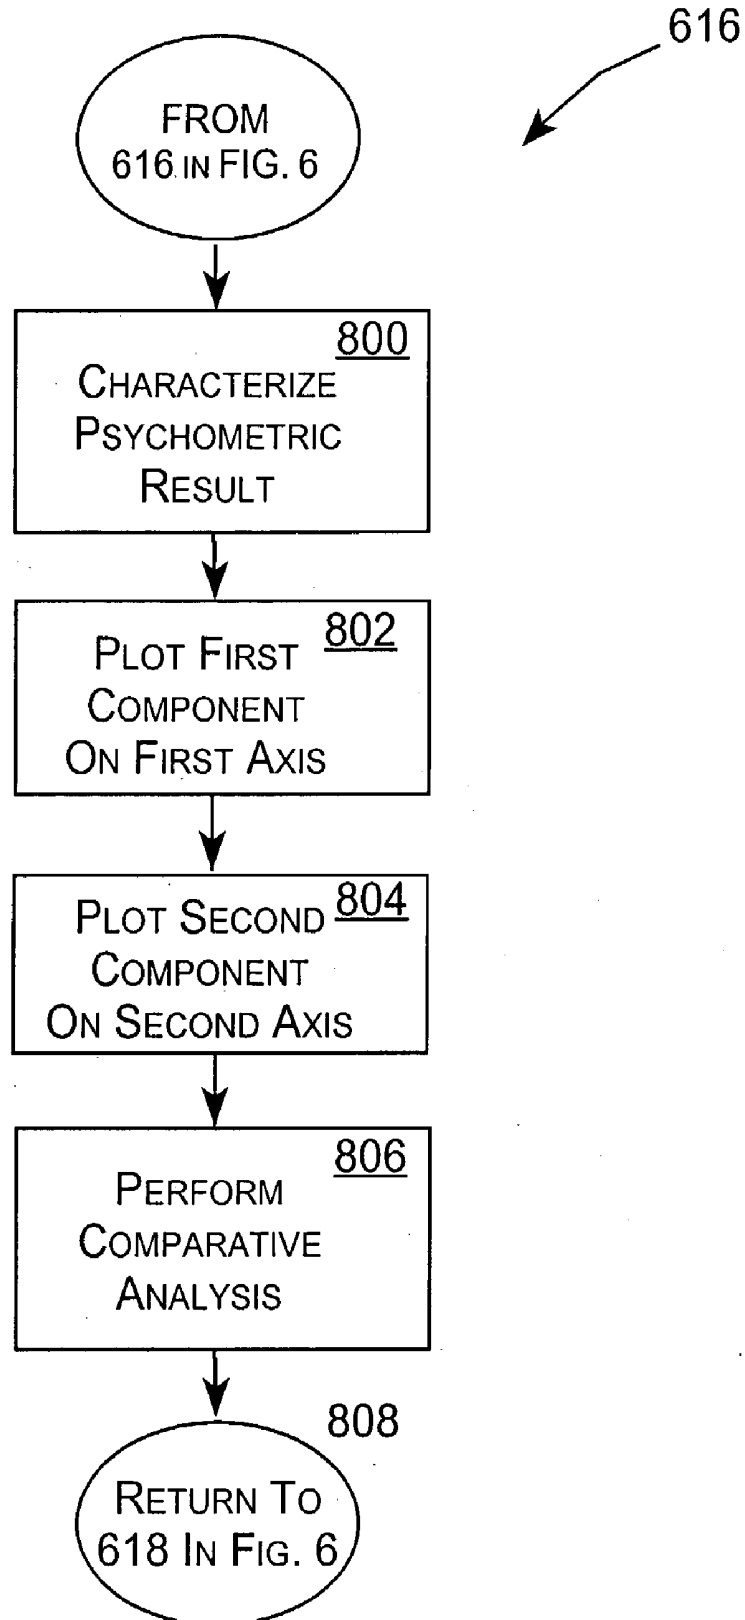 616
FROM
616 IN FIG. 6
800
CHARACTERIZE
PSYCHOMETRIC
RESULT
802
PLOT FIRST
COMPONENT
ON FIRST AXIS
804
PLOT SECOND
COMPONENT
ON SECOND AXIS
806
PERFORM
COMPARATIVE
ANALYSIS
808
RETURN TO
618 IN FIG. 6